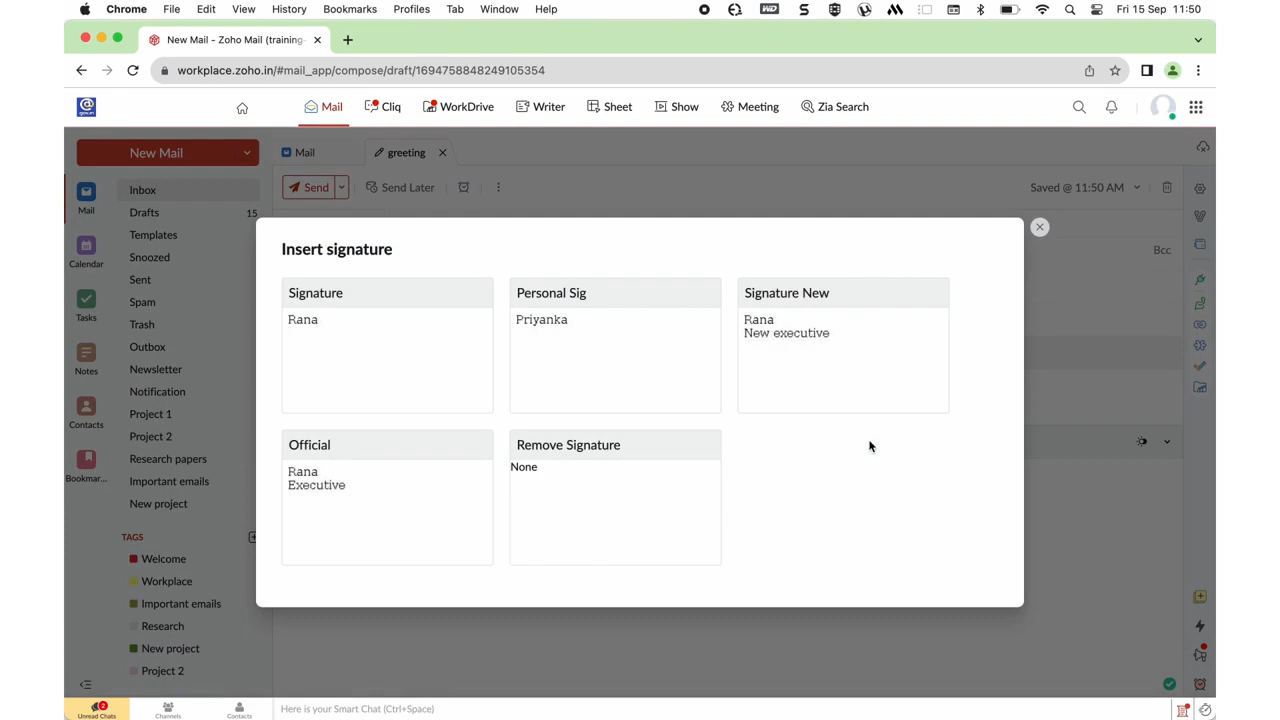 Chrome File Edit View History Bookmarks Profiles Tab Window Help Fri 15 Sep 11:50
New Mail - Zoho Mail (training-
workplace.zoho.in/#mail_app/compose/draft/1694758848249105354
Mail Cliq WorkDrive Writer Sheet Show Meeting Zia Search
New Mail
Mail
greeting
Send
Send Later
Saved @ 11:50 AM
Bcc
Mail
Calendar
Tasks
Notes
Contacts
Bookmar...
Inbox
Drafts 15
Templates
Snoozed
Sent
Spam
Trash
Outbox
Newsletter
Notification
Project 1
Project 2
Research papers
Important emails
New project
TAGS
Welcome
Workplace
Important emails
Research
New project
Project 2
Insert signature
Signature
Rana
Personal Sig
Priyanka
Signature New
Rana
New executive
Official
Rana
Executive
Remove Signature
None
2
Unread Chats
Channels
Contacts
Here is your Smart Chat (Ctrl+Space)